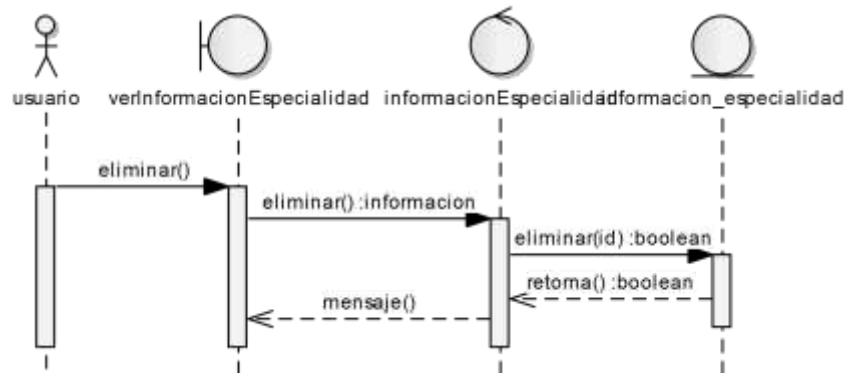 usuario verInformacionEspecialidad informacionEspecialidad informacion_especialidad
eliminar()
eliminar() :informacion
eliminar(id) :boolean
retorna() :boolean
mensaje()